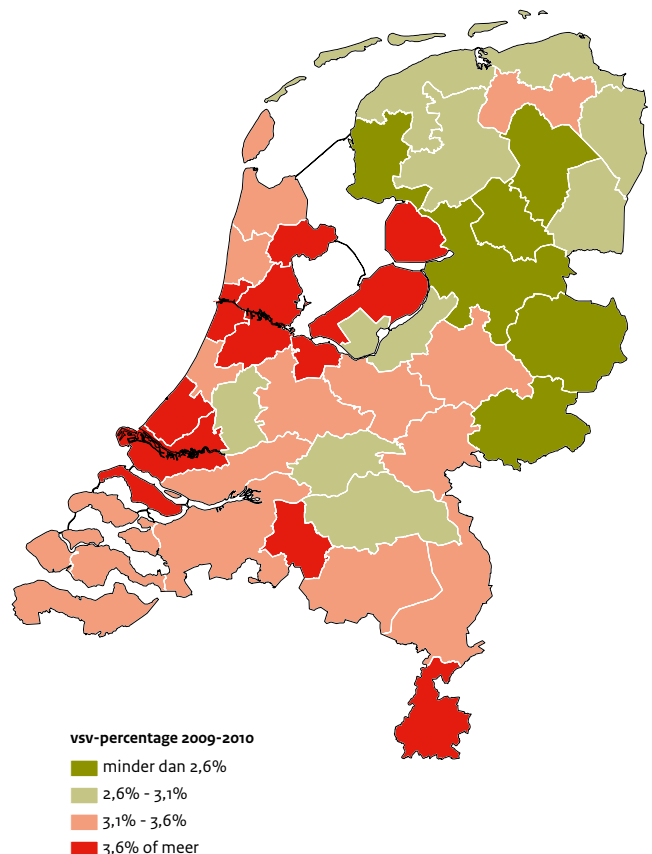 vsv-percentage 2009-2010
minder dan 2,6%
2,6% - 3,1%
3,1% - 3,6%
3,6% of meer